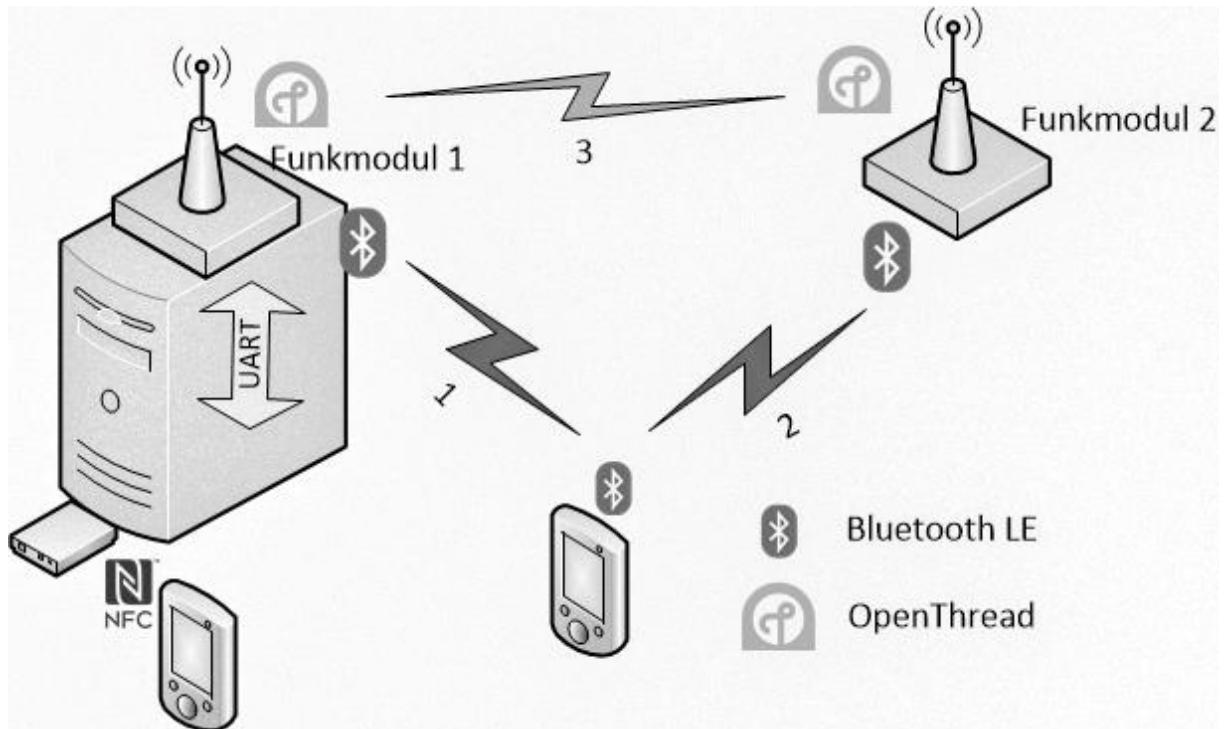 Funkmodul 1
Funkmodul 2
3
UART
1
2
NFC
Bluetooth LE
OpenThread